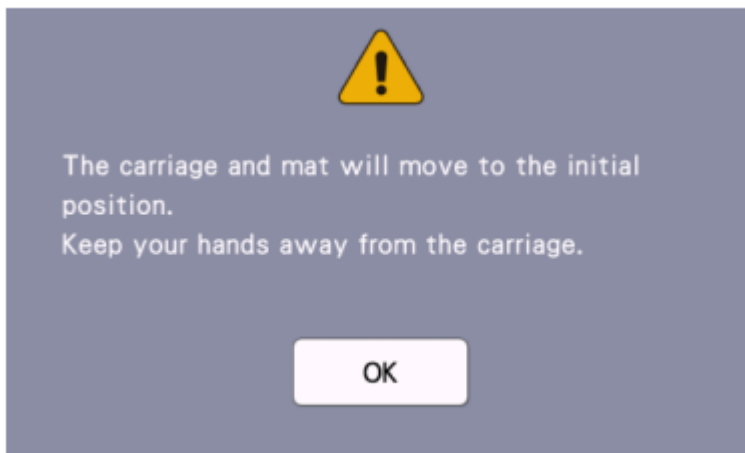 The carriage and mat will move to the initial
position.
Keep your hands away from the carriage.
OK